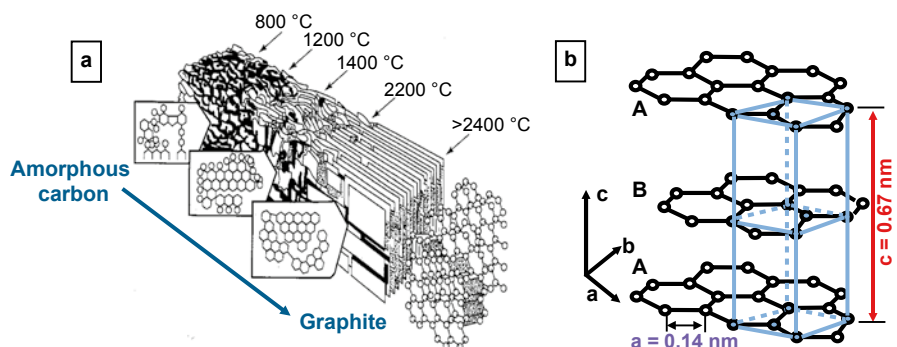 a
800 °C
1200 °C
1400 °C
2200 °C
>2400 °C
Amorphous
carbon
Graphite
b
A
B
A
c
b
a
c = 0.67 nm
a = 0.14 nm